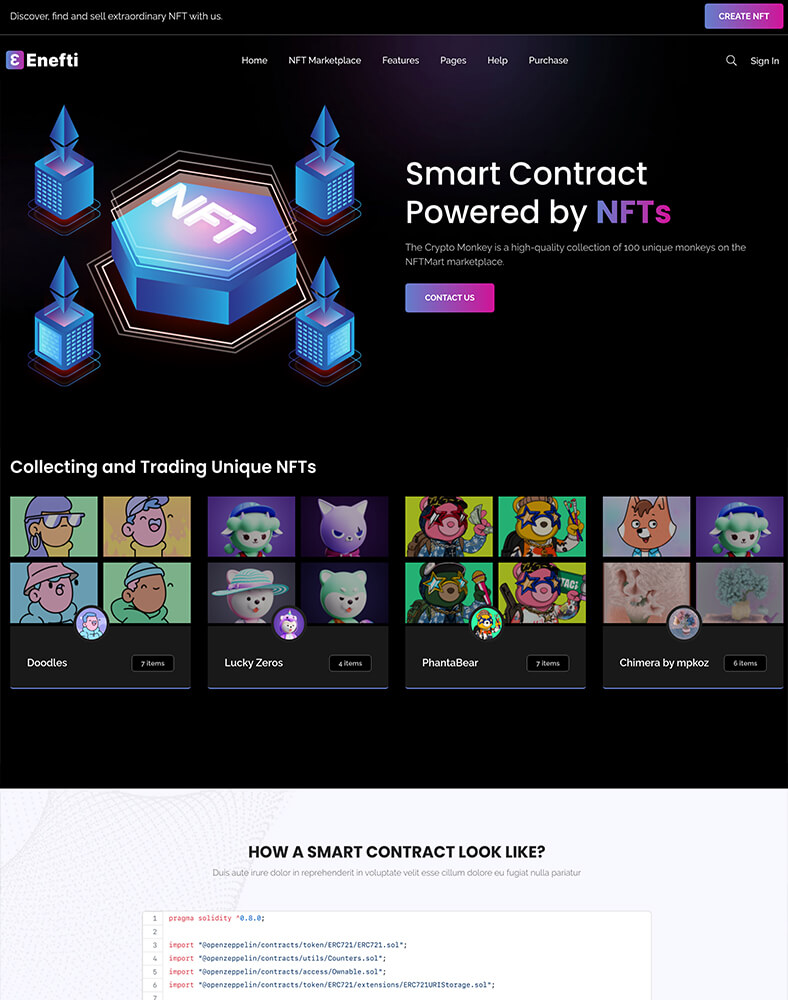 Discover, find and sell extraordinary NFT with us.
CREATE NFT
Enefti
Home NFT Marketplace Features Pages Help Purchase
Sign In
NFT
Smart Contract
Powered by NFTs
The Crypto Monkey is a high-quality collection of 100 unique monkeys on the
NFTMart marketplace.
CONTACT US
Collecting and Trading Unique NFTs
TACI
Doodles 7 items
Lucky Zeros 4 items
PhantaBear 7 items
Chimera by mpkoz 6 items
HOW A SMART CONTRACT LOOK LIKE?
Duis aute irure dolor in reprehenderit in voluptate velit esse cillum dolore eu fugiat nulla pariatur
1 pragma solidity ^0.8.0;
2
3 import "@openzeppelin/contracts/token/ERC721/ERC721.sol";
4 import "@openzeppelin/contracts/utils/Counters.sol";
5 import "@openzeppelin/contracts/access/Ownable.sol";
6 import "@openzeppelin/contracts/token/ERC721/extensions/ERC721URIStorage.sol";
7